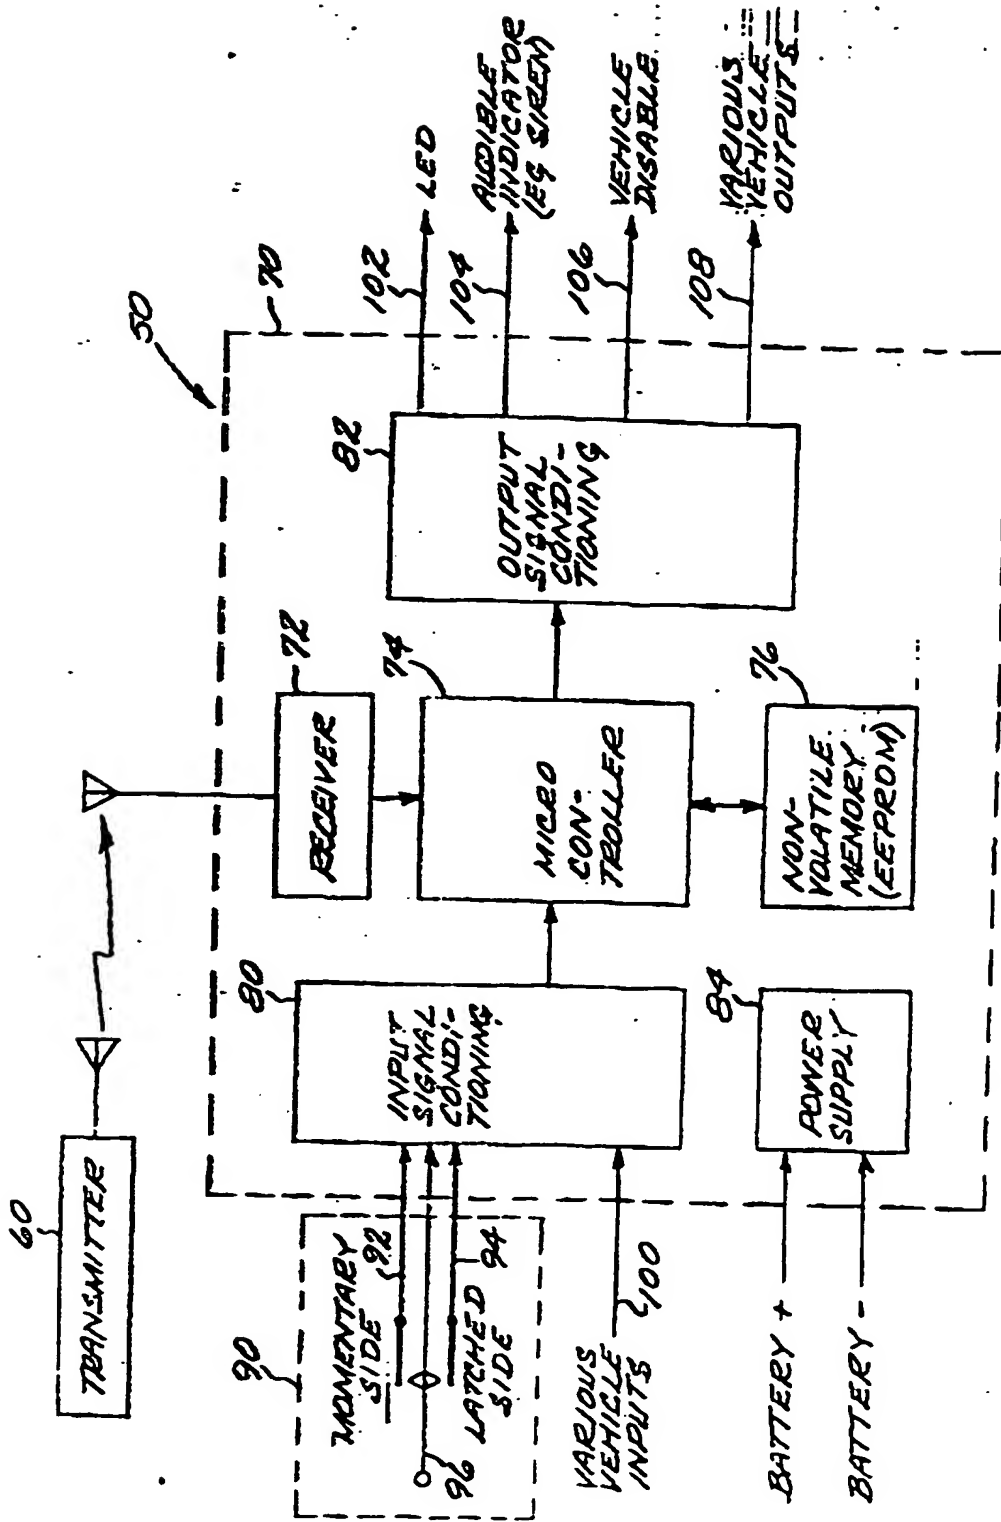 60
TRANSMITTER
50
70
72
RECEIVER
74
MICRO
CON-
TROLLER
76
NON-
VOLATILE
MEMORY
(EEPROM)
80
INPUT
SIGNAL
CONDI-
TIONING
82
OUTPUT
SIGNAL
CONDI-
TIONING
84
POWER
SUPPLY
90
MOMENTARY
SIDE
92
94
LATCHED
SIDE
96
VARIOUS
VEHICLE
INPUTS
100
BATTERY +
BATTERY -
102
LED
104
AUDIBLE
INDICATOR
(EG SIREN)
106
VEHICLE
DISABLE
108
VARIOUS
VEHICLE
OUTPUTS